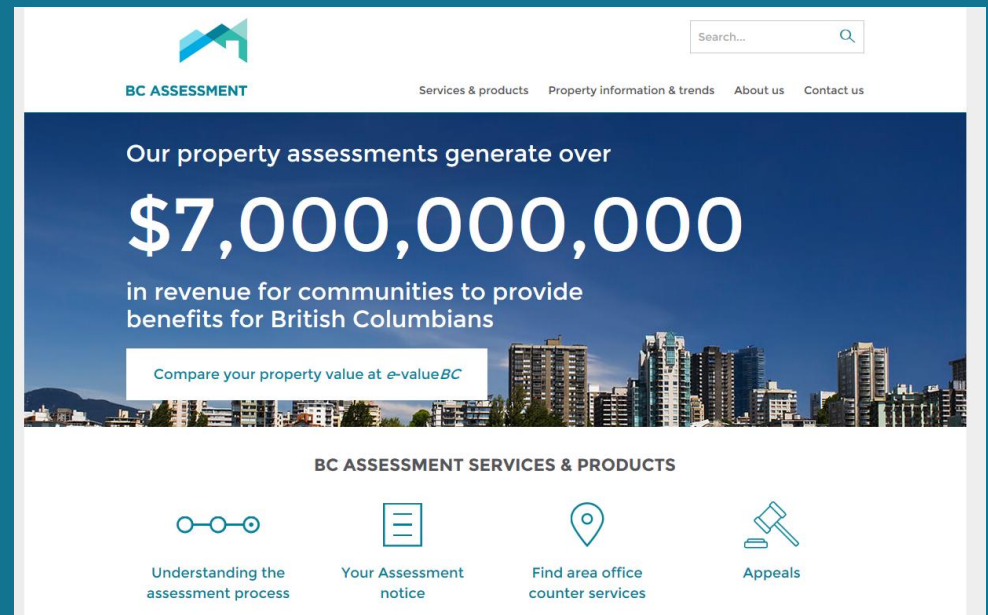 Search...
BC ASSESSMENT
Services & products Property information & trends About us Contact us
Our property assessments generate over
$7,000,000,000
in revenue for communities to provide
benefits for British Columbians
Compare your property value at e-valueBC
BC ASSESSMENT SERVICES & PRODUCTS
Understanding the
assessment process
Your Assessment
notice
Find area office
counter services
Appeals